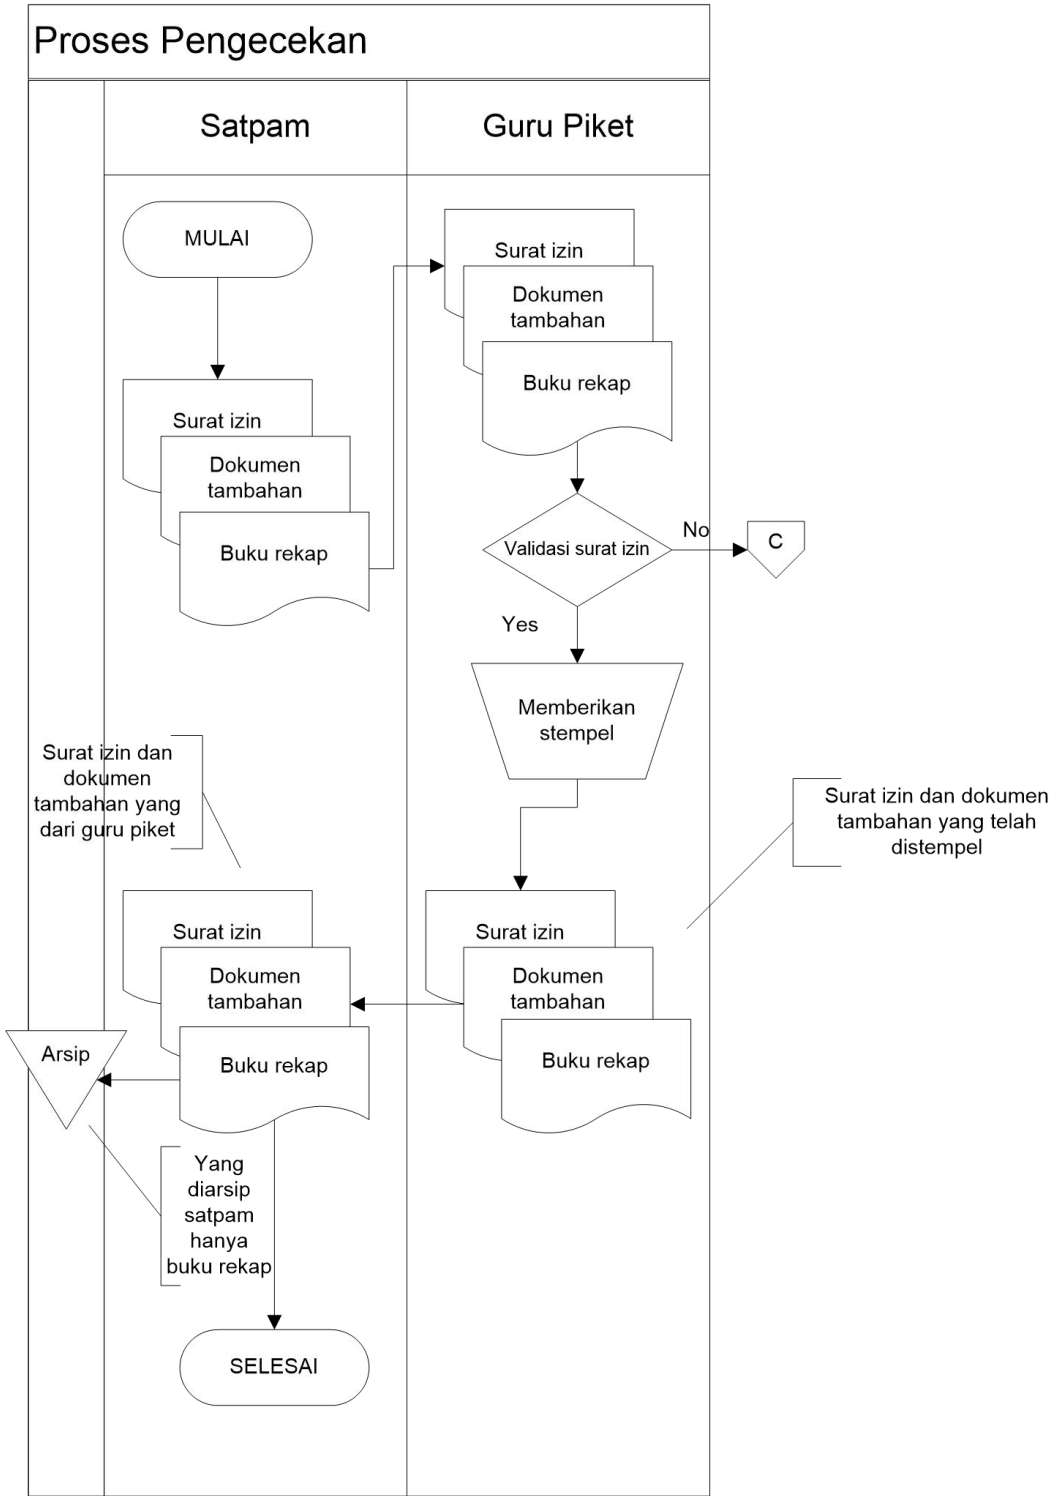 Proses Pengecekan
Satpam
Guru Piket
MULAI
Surat izin
Dokumen
tambahan
Buku rekap
Surat izin
Dokumen
tambahan
Buku rekap
Validasi surat izin
No
C
Yes
Memberikan
stempel
Surat izin dan
dokumen
tambahan yang
dari guru piket
Surat izin dan dokumen
tambahan yang telah
distempel
Surat izin
Dokumen
tambahan
Buku rekap
Surat izin
Dokumen
tambahan
Buku rekap
Arsip
Yang
diarsip
satpam
hanya
buku rekap
SELESAI